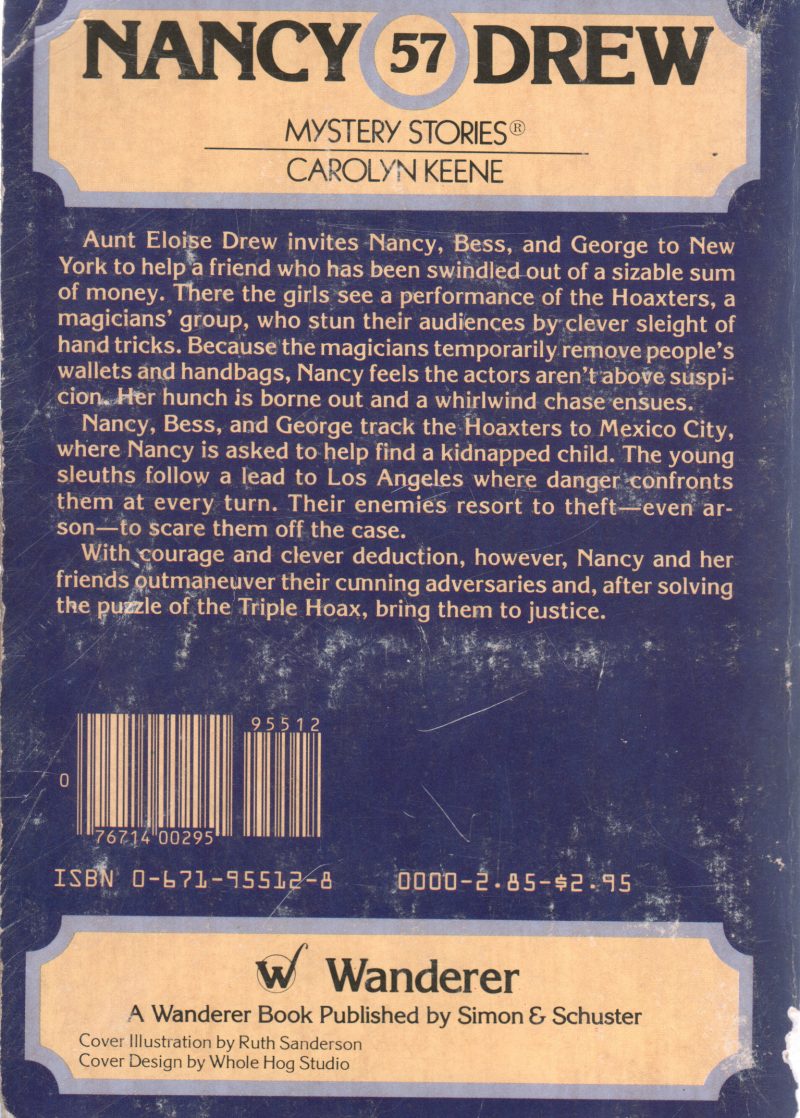 NANCY 57 DREW
MYSTERY STORIES®
CAROLYN KEENE
Aunt Eloise Drew invites Nancy, Bess, and George to New
York to help a friend who has been swindled out of a sizable sum
of money. There the girls see a performance of the Hoaxters, a
magicians' group, who stun their audiences by clever sleight of
hand tricks. Because the magicians temporarily remove people's
wallets and handbags, Nancy feels the actors aren't above suspi-
cion. Her hunch is borne out and a whirlwind chase ensues.
Nancy, Bess, and George track the Hoaxters to Mexico City,
where Nancy is asked to help find a kidnapped child. The young
sleuths follow a lead to Los Angeles where danger confronts
them at every turn. Their enemies resort to theft—even ar-
son—to scare them off the case.
With courage and clever deduction, however, Nancy and her
friends outmaneuver their cunning adversaries and, after solving
the puzzle of the Triple Hoax, bring them to justice.
95512
0
76714 00295
ISBN 0-671-95512-8 0000-2.85-$2.95
W Wanderer
A Wanderer Book Published by Simon & Schuster
Cover Illustration by Ruth Sanderson
Cover Design by Whole Hog Studio